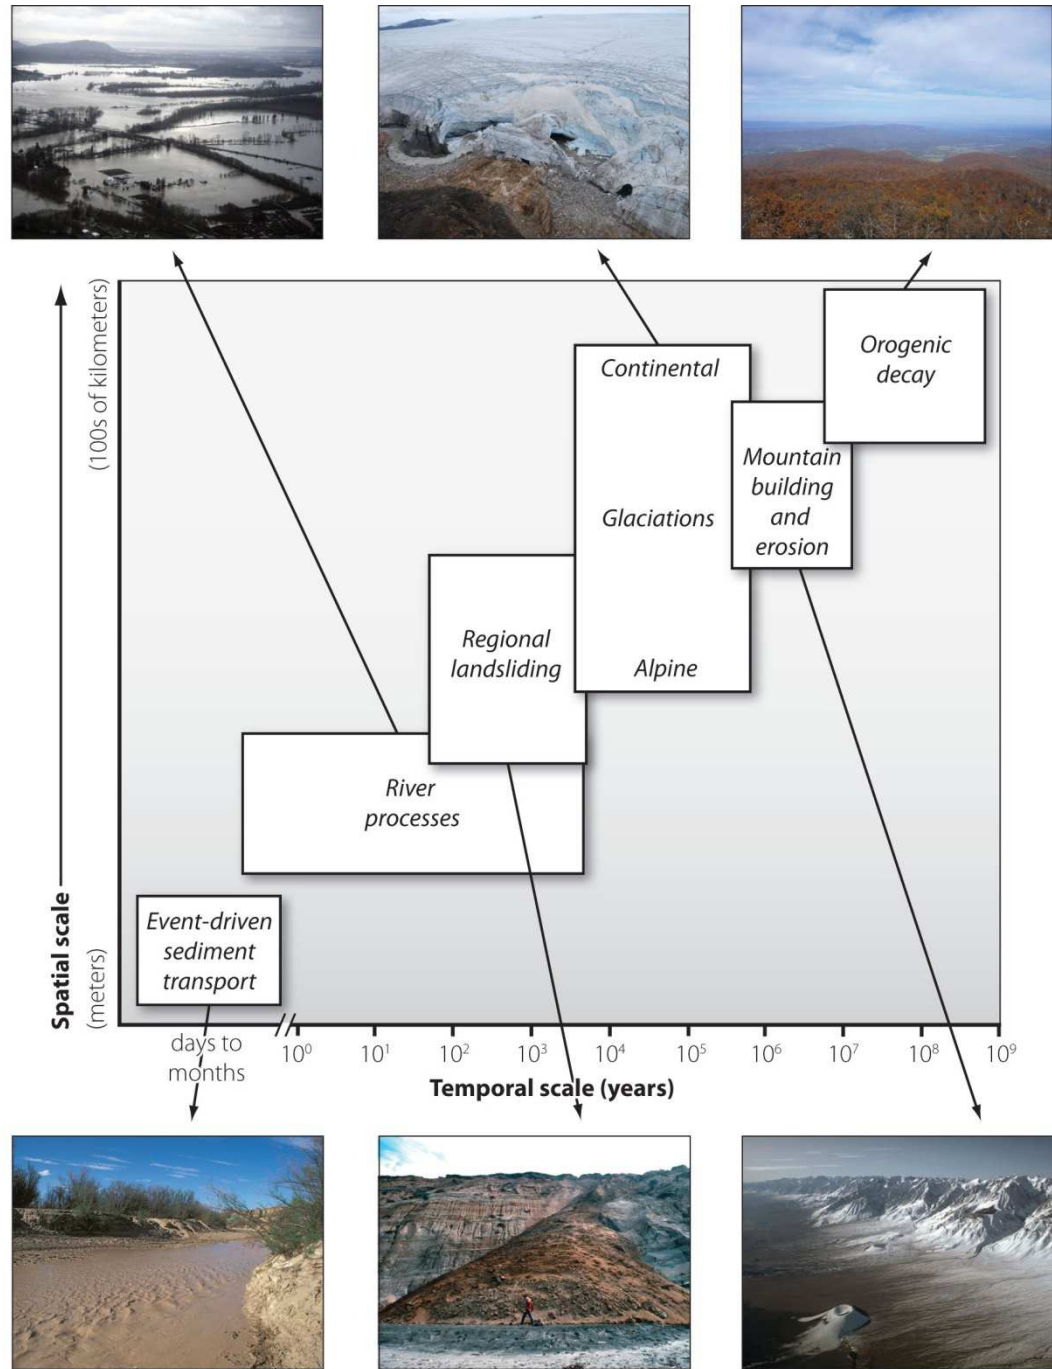 (100s of kilometers)
Spatial scale
(meters)
Orogenic
decay
Continental
Glaciations
Alpine
Mountain
building
and
erosion
Regional
landsliding
River
processes
Event-driven
sediment
transport
days to
months
10⁰ 10¹ 10² 10³ 10⁴ 10⁵ 10⁶ 10⁷ 10⁸ 10⁹
Temporal scale (years)